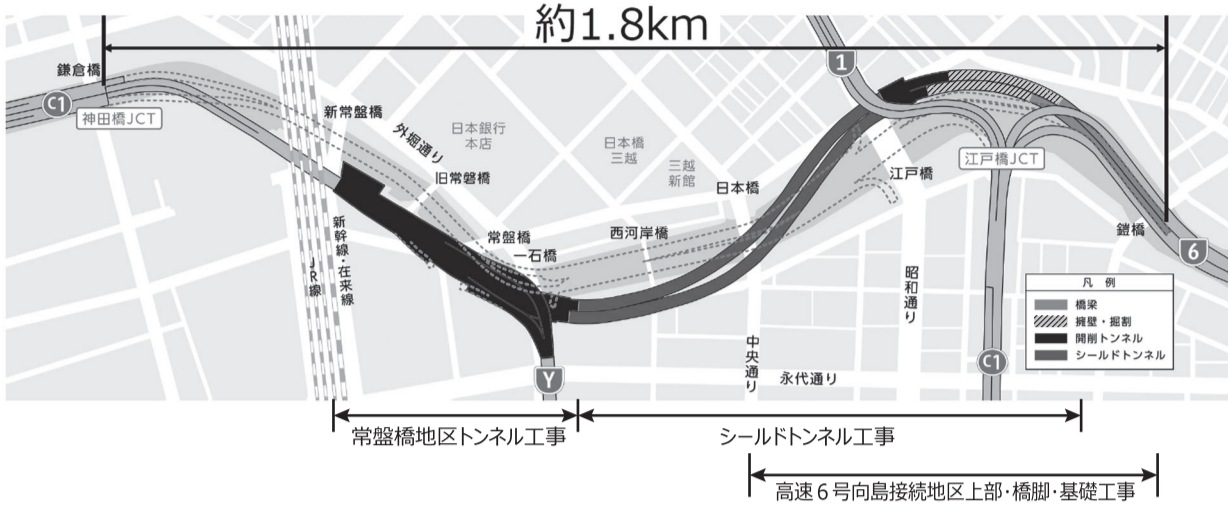 約1.8km
鎌倉橋
C1
神田橋JCT
新常盤橋
外堀通り
日本銀行
本店
旧常磐橋
日本橋
三越
三越
新館
日本橋
1
江戸橋
江戸橋JCT
西河岸橋
常盤橋
一石橋
JR線
新幹線・在来線
鎧橋
6
昭和通り
中央通り
永代通り
Y
C1
凡 例
橋梁
擁壁・掘割
開削トンネル
シールドトンネル
常盤橋地区トンネル工事
シールドトンネル工事
高速6号向島接続地区上部・橋脚・基礎工事